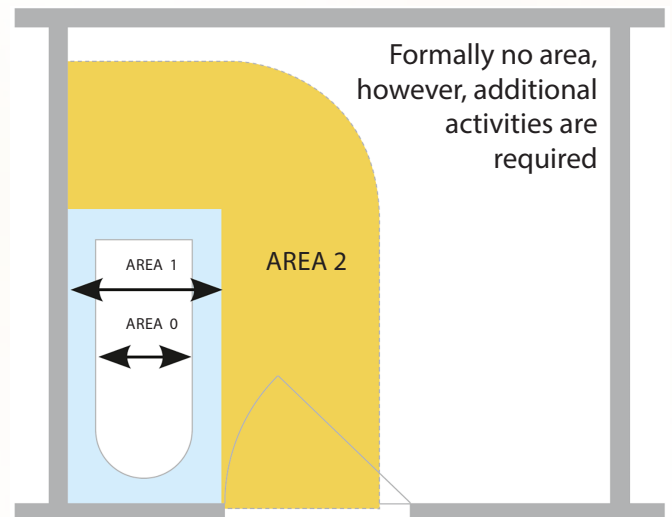 Formally no area,
however, additional
activities are
required
AREA 1
AREA 2
AREA 0